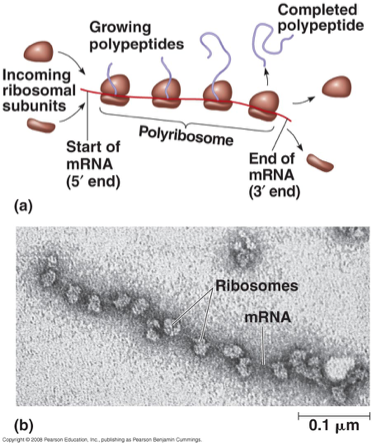 Growing
polypeptides
Completed
polypeptide
Incoming
ribosomal
subunits
Polyribosome
Start of
mRNA
(5′ end)
End of
mRNA
(3′ end)
(a)
Ribosomes
mRNA
(b)
0.1 µm
Copyright © 2008 Pearson Education, Inc., publishing as Pearson Benjamin Cummings.